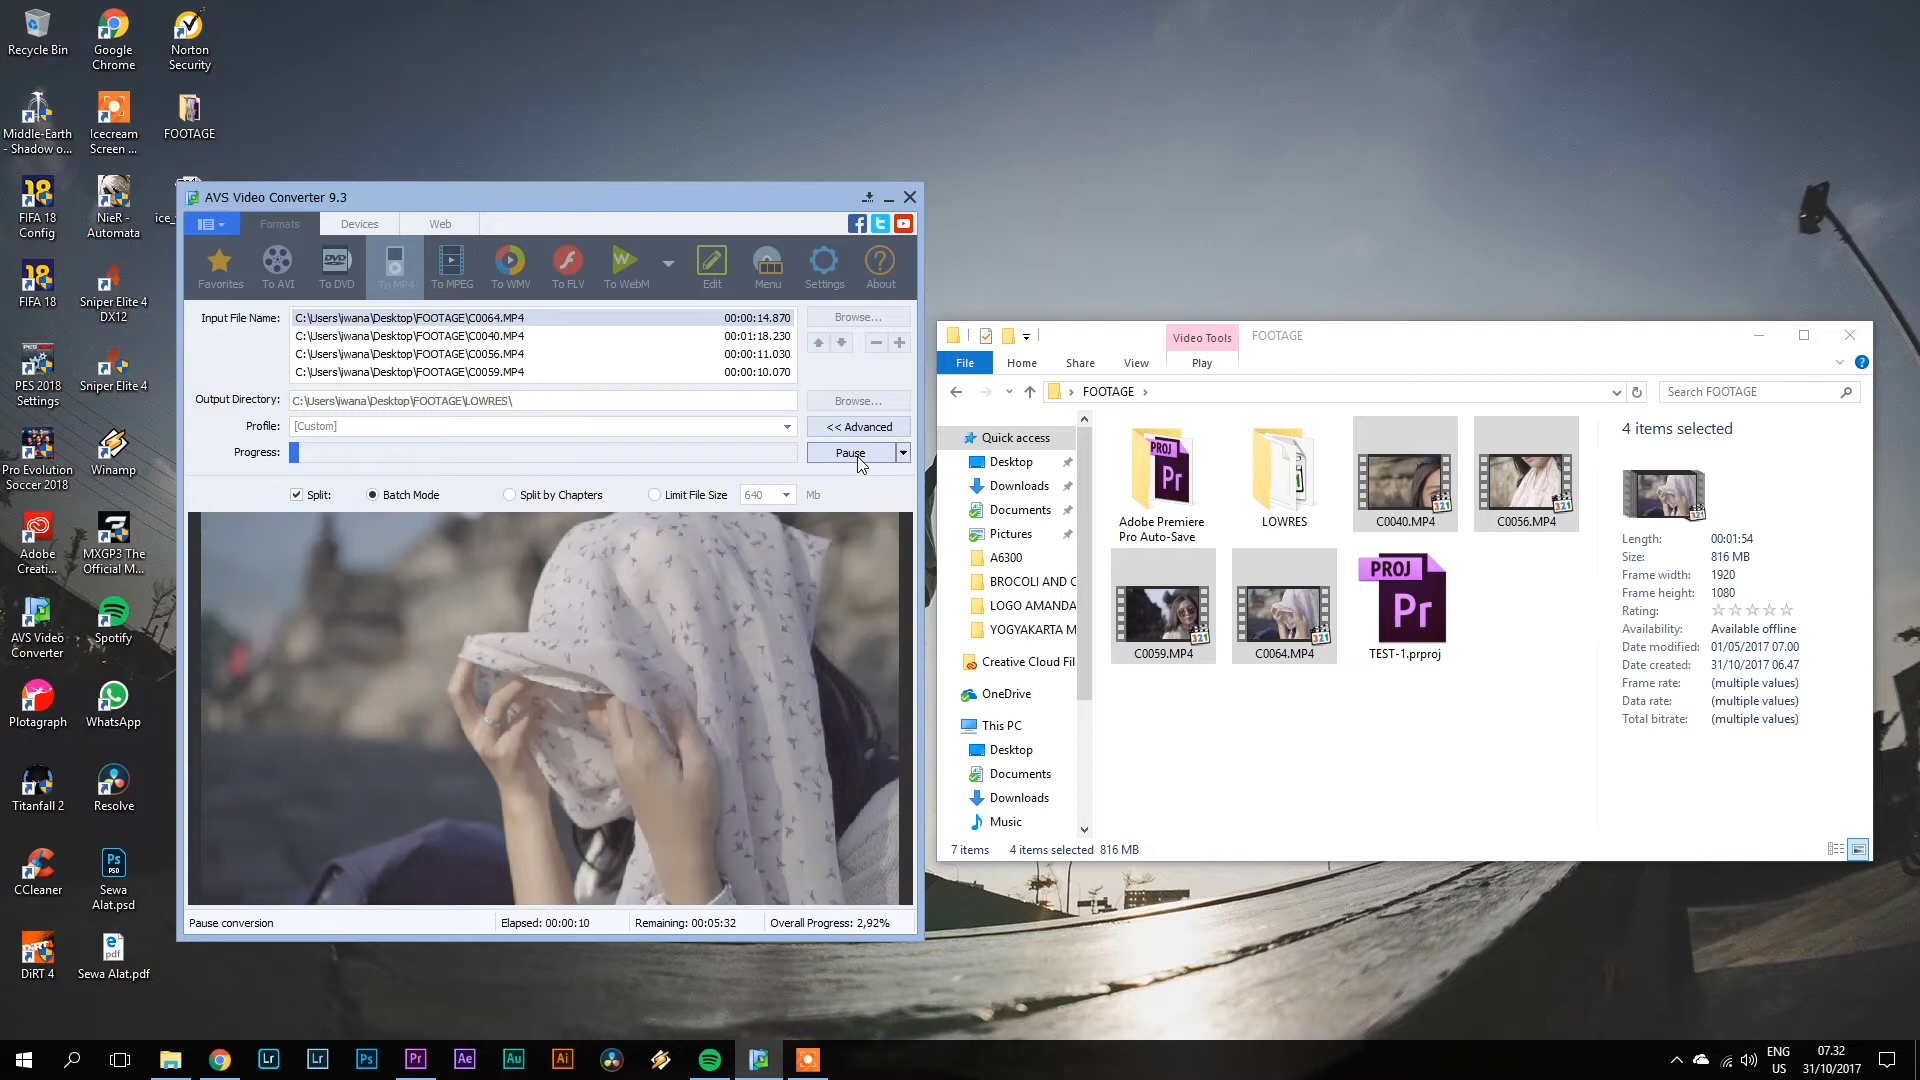 Recycle Bin
Google
Chrome
Norton
Security
Middle-Earth
- Shadow o...
Icecream
Screen ...
FOOTAGE
FIFA 18
Config
NieR -
Automata
FIFA 18
Sniper Elite 4
DX12
PES 2018
Settings
Sniper Elite 4
Pro Evolution
Soccer 2018
Winamp
Adobe
Creati...
MXGP3 The
Official M...
AVS Video
Converter
Spotify
Plotagraph
WhatsApp
Titanfall 2
Resolve
CCleaner
Sewa
Alat.psd
DiRT 4
Sewa Alat.pdf
AVS Video Converter 9.3
Formats
Devices
Web
Favorites
To AVI
To DVD
To MP4
To MPEG
To WMV
To FLV
To WebM
Edit
Menu
Settings
About
Input File Name:
C:\Users\iwana\Desktop\FOOTAGE\C0064.MP4 00:00:14.870
Browse...
C:\Users\iwana\Desktop\FOOTAGE\C0040.MP4 00:01:18.230
C:\Users\iwana\Desktop\FOOTAGE\C0056.MP4 00:00:11.030
C:\Users\iwana\Desktop\FOOTAGE\C0059.MP4 00:00:10.070
Output Directory: C:\Users\iwana\Desktop\FOOTAGE\LOWRES\
Browse...
Profile: [Custom]
<< Advanced
Progress:
Pause
Split:
Batch Mode
Split by Chapters
Limit File Size
640
Mb
Pause conversion
Elapsed: 00:00:10
Remaining: 00:05:32
Overall Progress: 2,92%
Video Tools
FOOTAGE
File
Home
Share
View
Play
FOOTAGE
Search FOOTAGE
Quick access
Desktop
Downloads
Documents
Pictures
A6300
BROCOLI AND C
LOGO AMANDA
YOGYAKARTA M
Creative Cloud Fil
OneDrive
This PC
Desktop
Documents
Downloads
Music
Adobe Premiere
Pro Auto-Save
LOWRES
C0040.MP4
C0056.MP4
C0059.MP4
C0064.MP4
TEST-1.prproj
4 items selected
Length: 00:01:54
Size: 816 MB
Frame width: 1920
Frame height: 1080
Rating:
Availability: Available offline
Date modified: 01/05/2017 07.00
Date created: 31/10/2017 06.47
Frame rate: (multiple values)
Data rate: (multiple values)
Total bitrate: (multiple values)
7 items
4 items selected 816 MB
ENG
US
07.32
31/10/2017